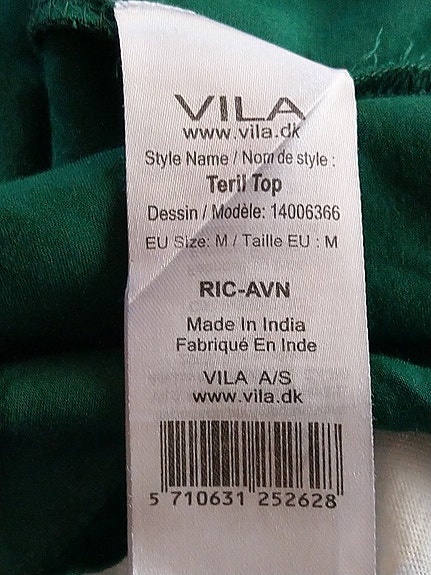 VILA
www.vila.dk
Style Name / Nom de style :
Teril Top
Dessin / Modèle: 14006366
EU Size: M / Taille EU : M
RIC-AVN
Made In India
Fabriqué En Inde
VILA A/S
www.vila.dk
5 710631 252628